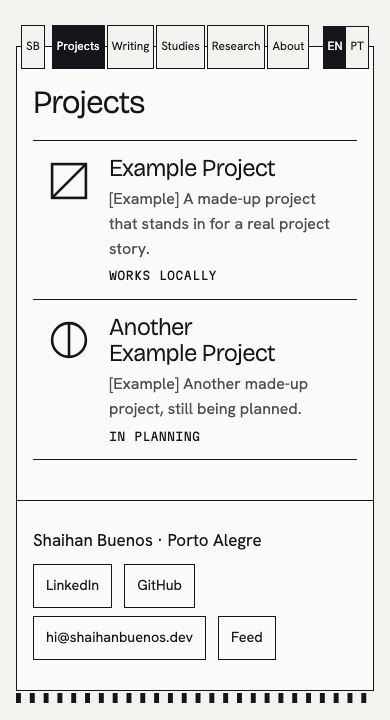 SB Projects Writing Studies Research About EN PT
Projects
Example Project
[Example] A made-up project
that stands in for a real project
story.
WORKS LOCALLY
Another
Example Project
[Example] Another made-up
project, still being planned.
IN PLANNING
Shaihan Buenos · Porto Alegre
LinkedIn GitHub
hi@shaihanbuenos.dev Feed